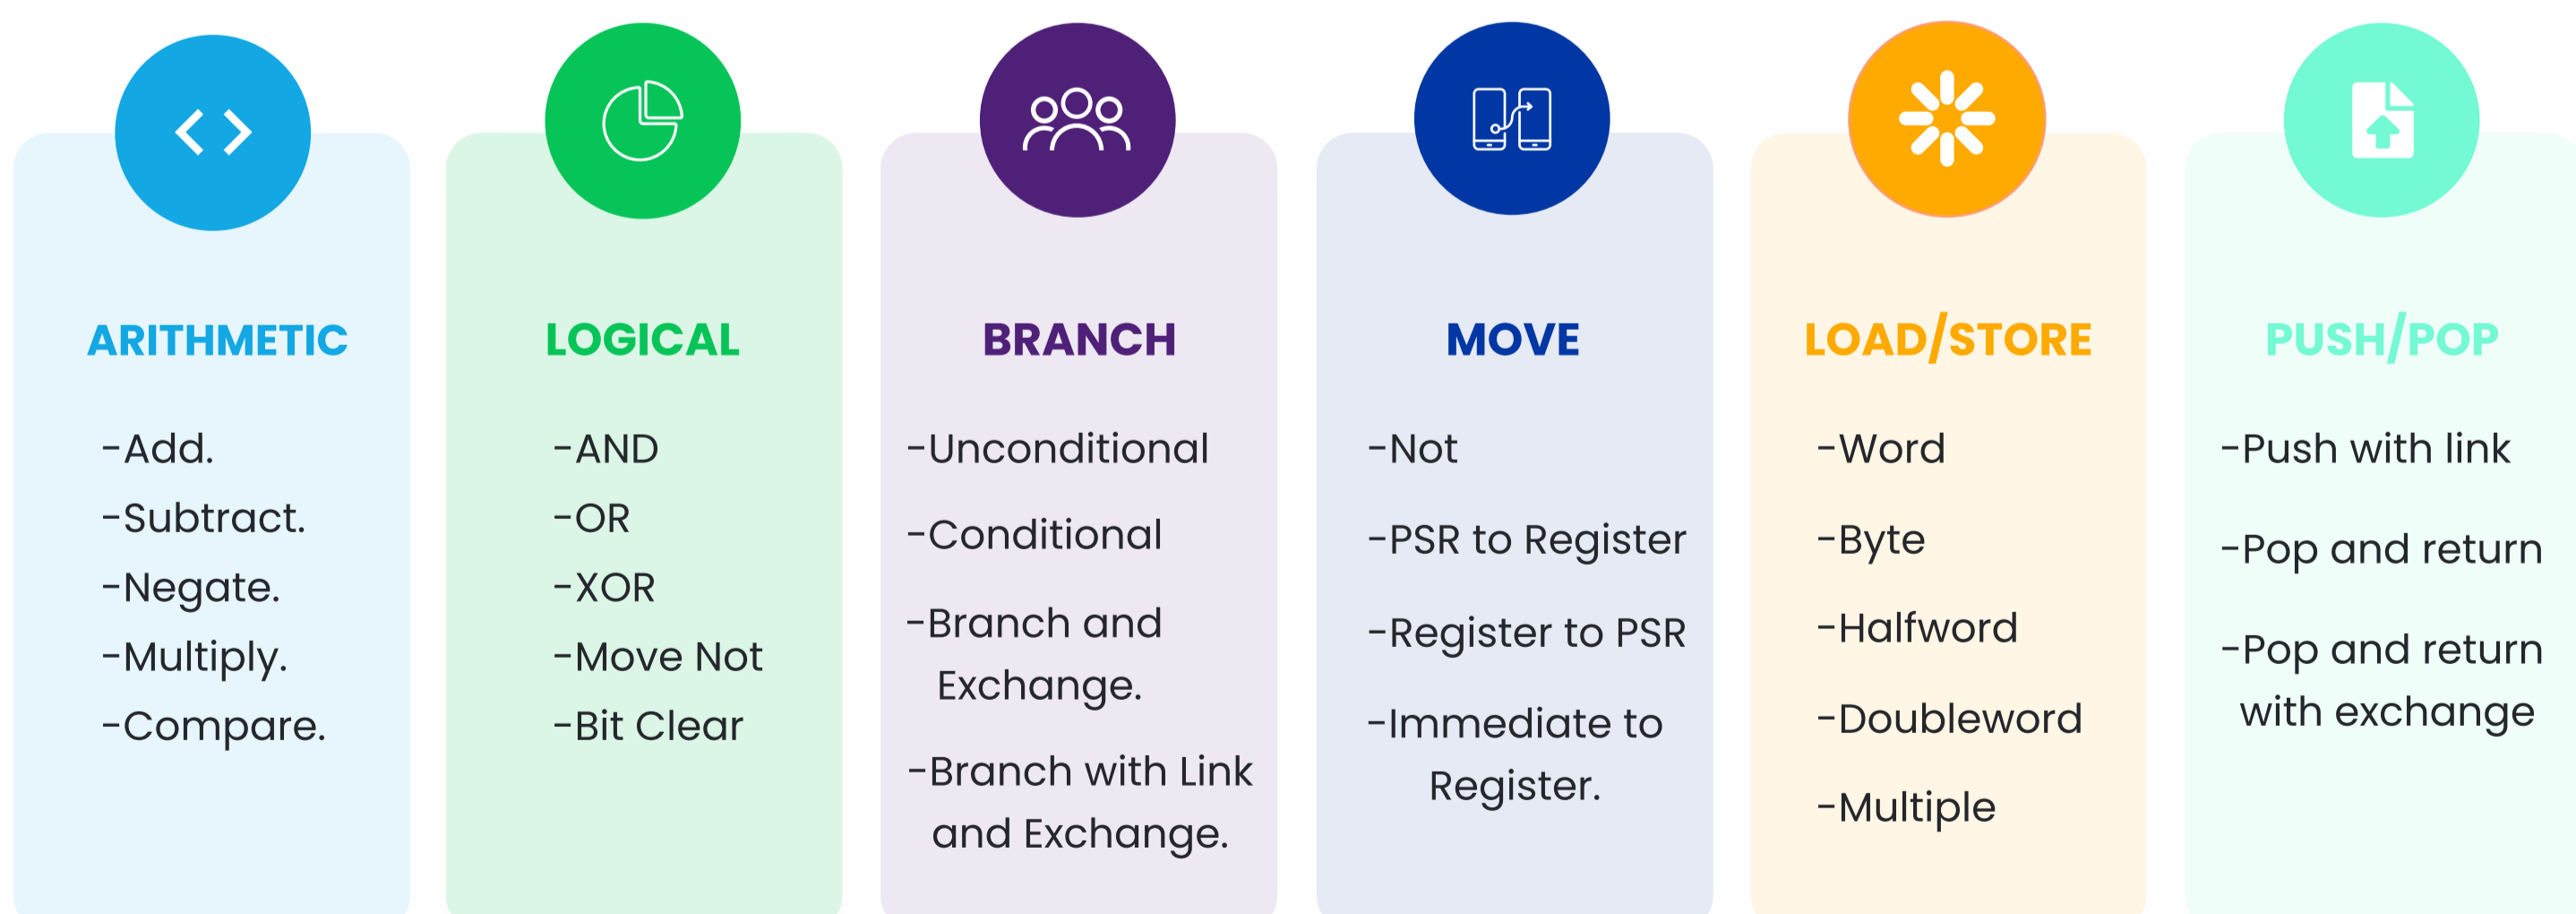 ARITHMETIC
-Add.
-Subtract.
-Negate.
-Multiply.
-Compare.
LOGICAL
-AND
-OR
-XOR
-Move Not
-Bit Clear
BRANCH
-Unconditional
-Conditional
-Branch and
Exchange.
-Branch with Link
and Exchange.
MOVE
-Not
-PSR to Register
-Register to PSR
-Immediate to
Register.
LOAD/STORE
-Word
-Byte
-Halfword
-Doubleword
-Multiple
PUSH/POP
-Push with link
-Pop and return
-Pop and return
with exchange